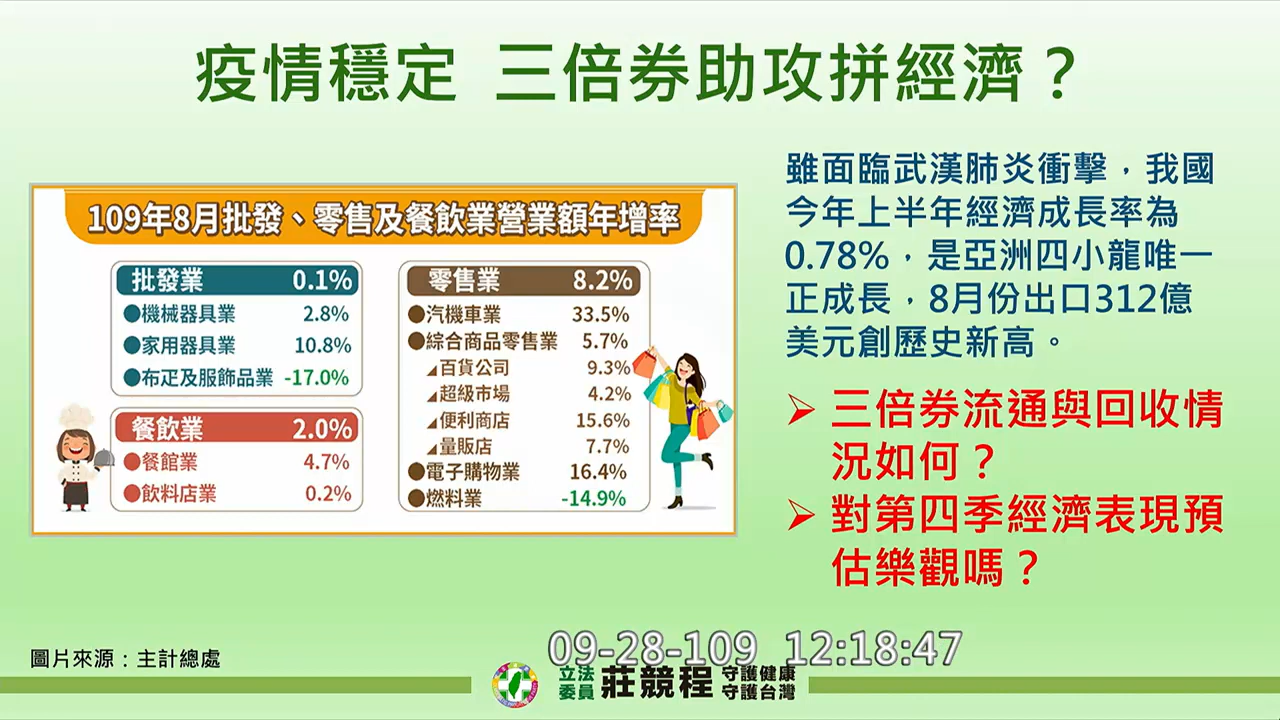 疫情穩定 三倍券助攻拼經濟？
109年8月批發、零售及餐飲業營業額年增率
批發業 0.1%
●機械器具業 2.8%
●家用器具業 10.8%
●布疋及服飾品業 -17.0%
餐飲業 2.0%
●餐館業 4.7%
●飲料店業 0.2%
零售業 8.2%
●汽機車業 33.5%
●綜合商品零售業 5.7%
◢百貨公司 9.3%
◢超級市場 4.2%
◢便利商店 15.6%
◢量販店 7.7%
●電子購物業 16.4%
●燃料業 -14.9%
雖面臨武漢肺炎衝擊，我國
今年上半年經濟成長率為
0.78%，是亞洲四小龍唯一
正成長，8月份出口312億
美元創歷史新高。
➢ 三倍券流通與回收情
況如何？
➢ 對第四季經濟表現預
估樂觀嗎？
圖片來源：主計總處
09-28-109 12:18:47
立法委員 莊競程 守護健康 守護台灣